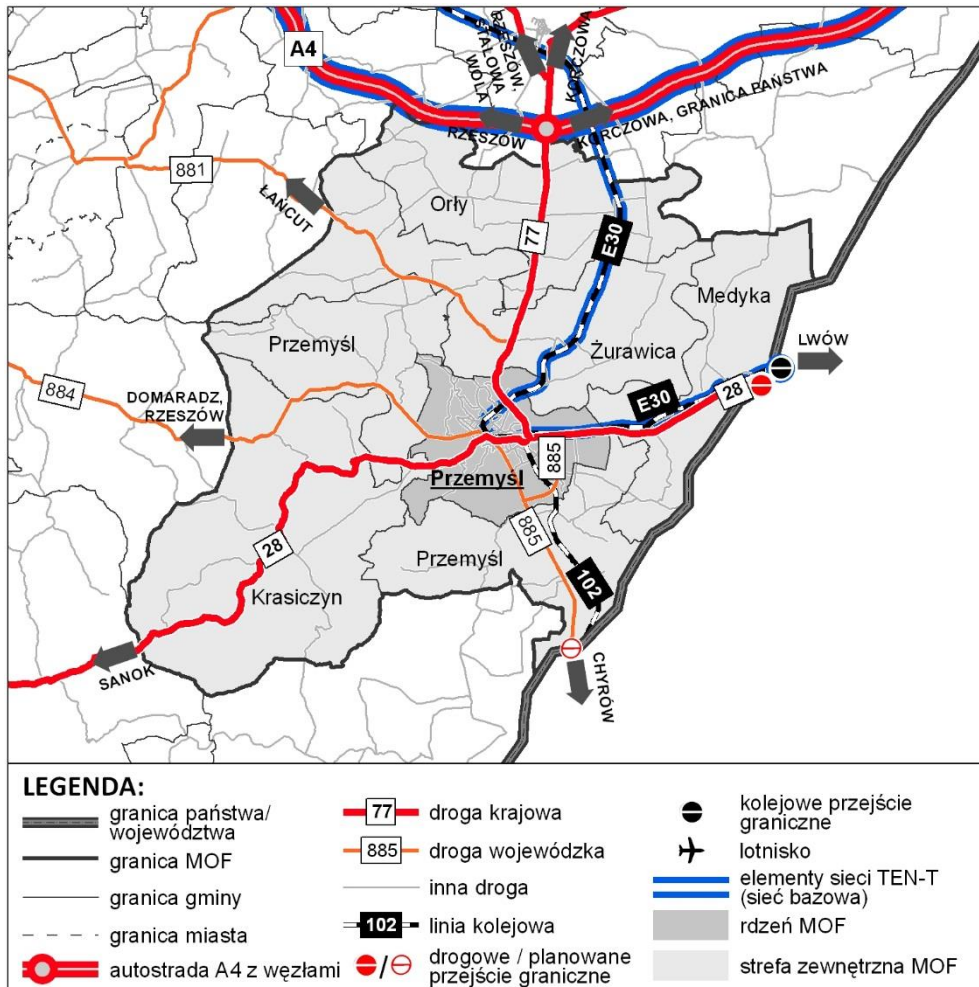 A4
RZESZÓW,
STALOWA
WOLA
KORCZOWA
RZESZÓW
KORCZOWA, GRANICA PAŃSTWA
881
ŁAŃCUT
Orły
77
E30
Medyka
Przemyśl
Żurawica
LWÓW
884
DOMARADZ,
RZESZÓW
E30
28
885
Przemyśl
885
28
Przemyśl
102
Krasiczyn
SANOK
CHYRÓW
LEGENDA:
granica państwa/
województwa
granica MOF
granica gminy
granica miasta
autostrada A4 z węzłami
77 droga krajowa
885 droga wojewódzka
inna droga
102 linia kolejowa
drogowe / planowane
przejście graniczne
kolejowe przejście
graniczne
lotnisko
elementy sieci TEN-T
(sieć bazowa)
rdzeń MOF
strefa zewnętrzna MOF